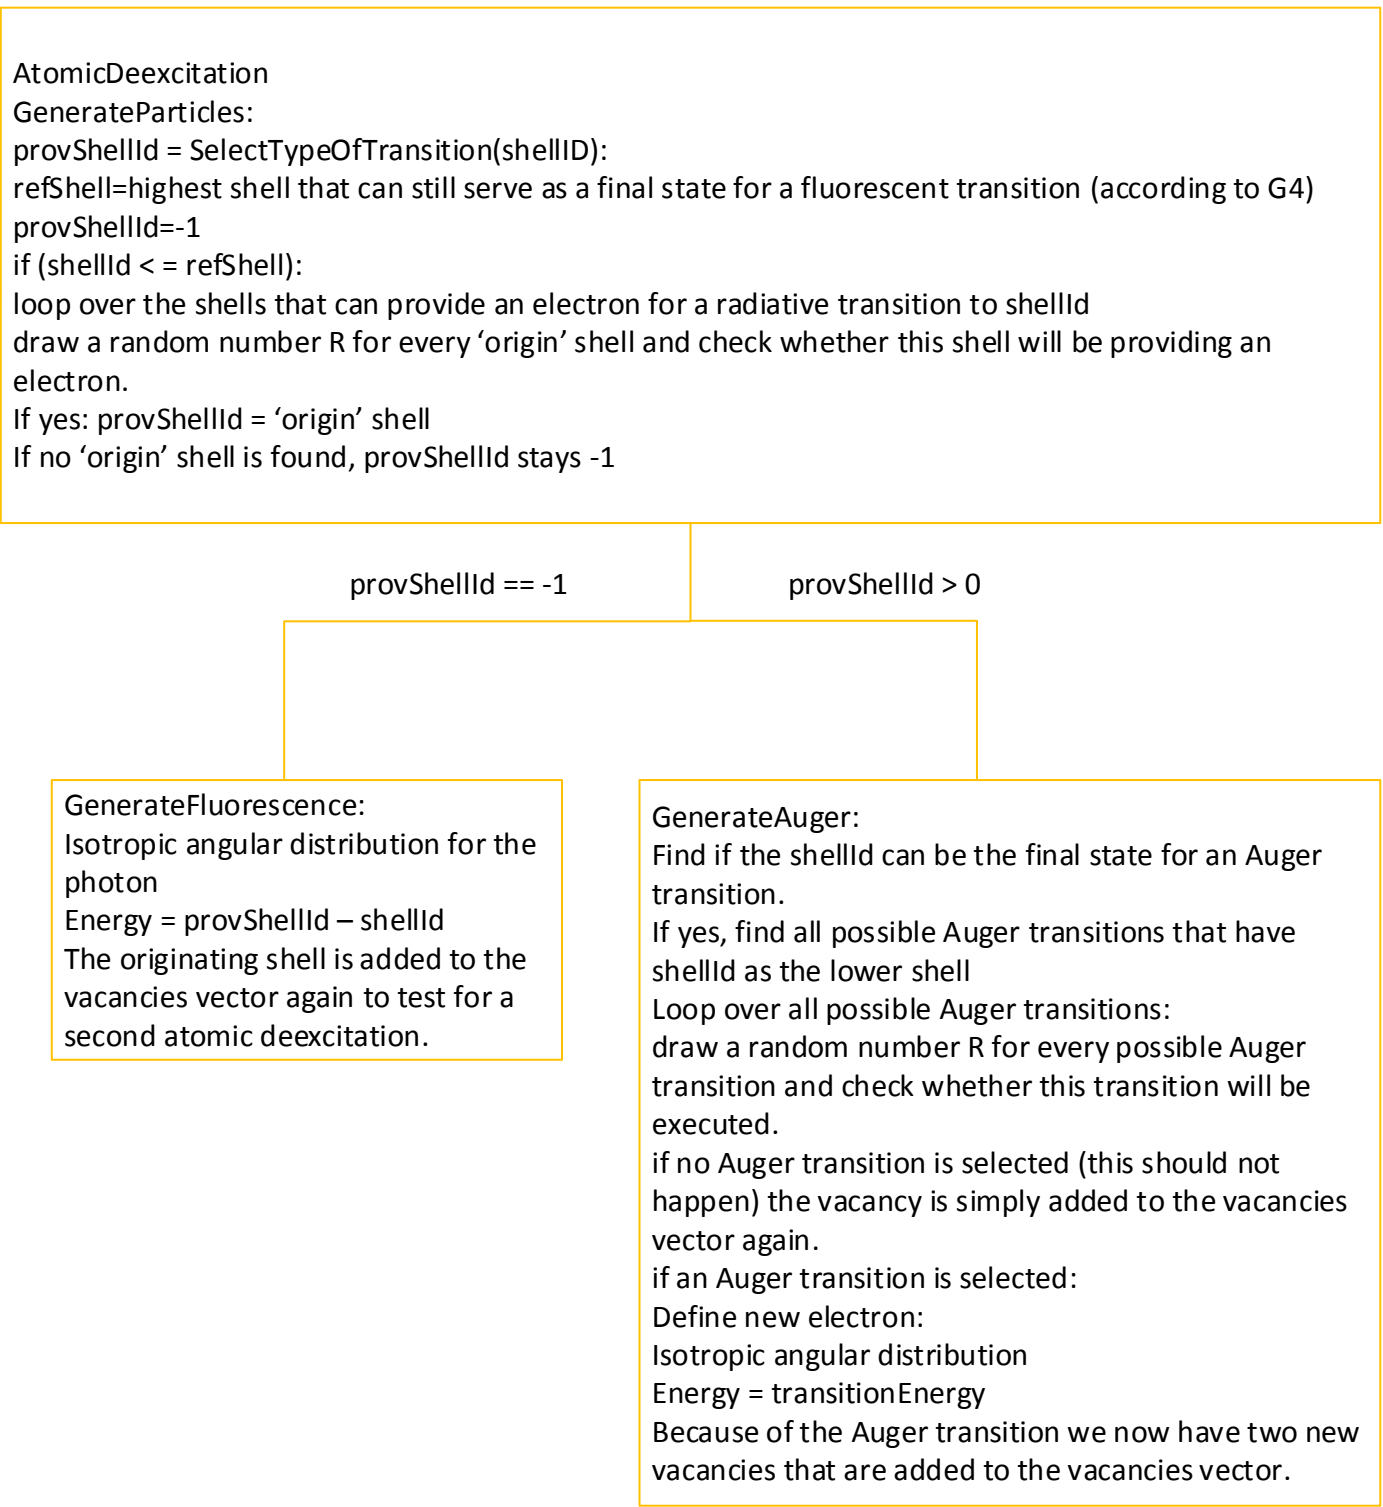 AtomicDeexcitation
GenerateParticles:
provShellId = SelectTypeOfTransition(shellID):
refShell=highest shell that can still serve as a final state for a fluorescent transition (according to G4)
provShellId=-1
if (shellId < = refShell):
loop over the shells that can provide an electron for a radiative transition to shellId
draw a random number R for every ‘origin’ shell and check whether this shell will be providing an
electron.
If yes: provShellId = ‘origin’ shell
If no ‘origin’ shell is found, provShellId stays -1
provShellId == -1
provShellId > 0
GenerateFluorescence:
Isotropic angular distribution for the
photon
Energy = provShellId – shellId
The originating shell is added to the
vacancies vector again to test for a
second atomic deexcitation.
GenerateAuger:
Find if the shellId can be the final state for an Auger
transition.
If yes, find all possible Auger transitions that have
shellId as the lower shell
Loop over all possible Auger transitions:
draw a random number R for every possible Auger
transition and check whether this transition will be
executed.
if no Auger transition is selected (this should not
happen) the vacancy is simply added to the vacancies
vector again.
if an Auger transition is selected:
Define new electron:
Isotropic angular distribution
Energy = transitionEnergy
Because of the Auger transition we now have two new
vacancies that are added to the vacancies vector.